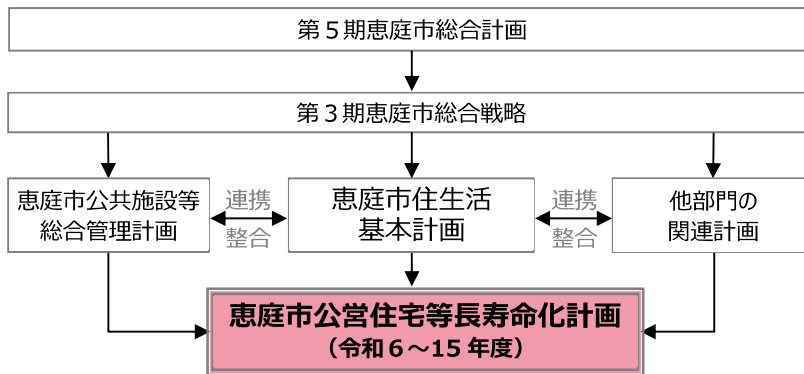 第５期恵庭市総合計画
第３期恵庭市総合戦略
恵庭市公共施設等
総合管理計画
連携
整合
恵庭市住生活
基本計画
連携
整合
他部門の
関連計画
恵庭市公営住宅等長寿命化計画
（令和６～15 年度）